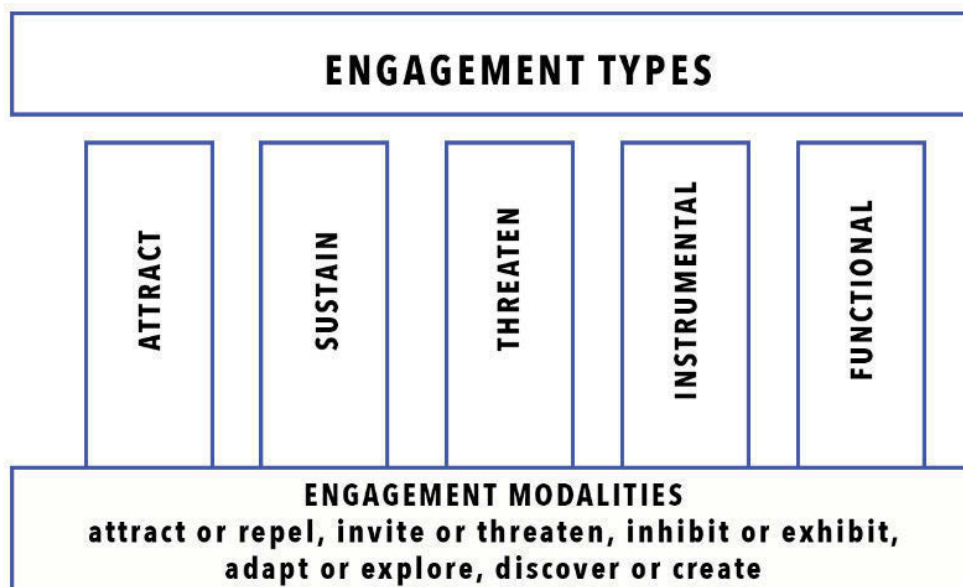 ENGAGEMENT TYPES
ATTRACT
SUSTAIN
THREATEN
INSTRUMENTAL
FUNCTIONAL
ENGAGEMENT MODALITIES
attract or repel, invite or threaten, inhibit or exhibit,
adapt or explore, discover or create